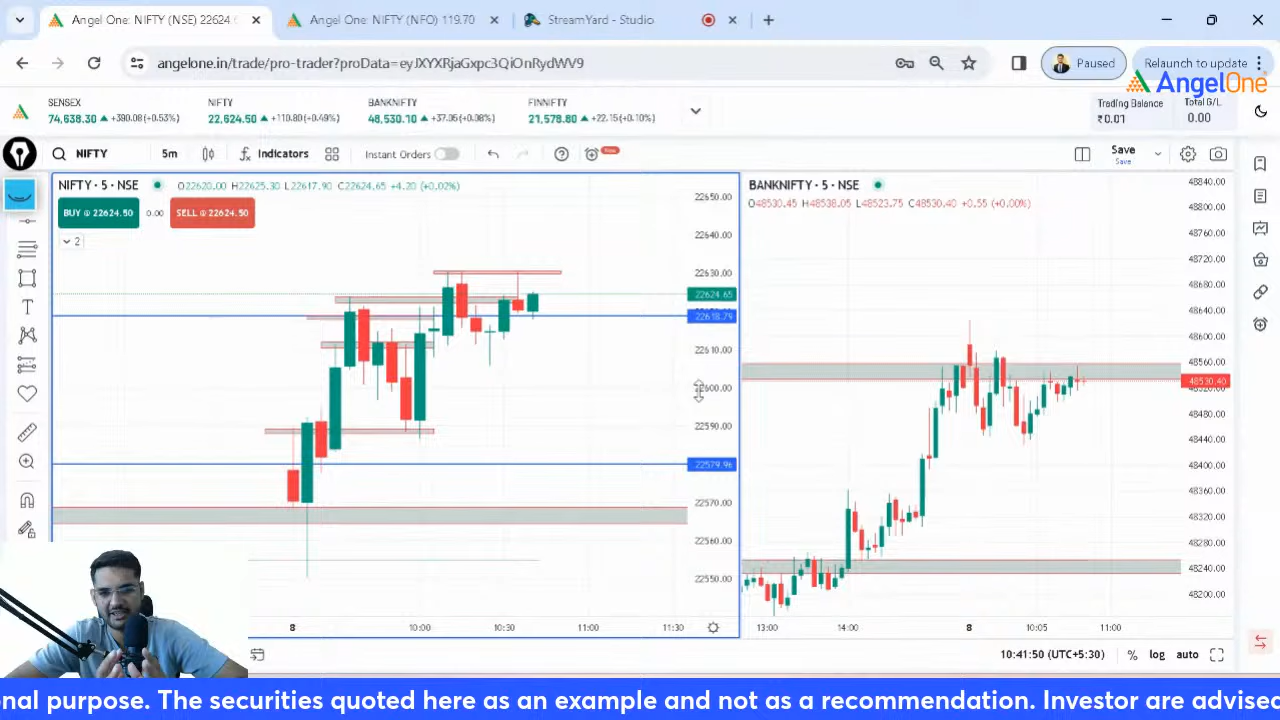 Angel One: NIFTY (NSE) 22624.
Angel One: NIFTY (NFO) 119.70
StreamYard - Studio
angelone.in/trade/pro-trader?proData=eyJXYXRjaGxpc3QiOnRydWV9
Paused
Relaunch to update
AngelOne
SENSEX
74,638.30
NIFTY
22,624.50 +110.80 (+0.49%)
BANKNIFTY
48,530.10
FINNIFTY
21,578.80 +22.15(+0.10%)
Trading Balance
₹0.01
Total G/L
0.00
NIFTY
5m
Indicators
Instant Orders
Save
Save
NIFTY · 5 · NSE
O22620.00 H22625.30 L22617.90 C22624.65 +4.20 (+0.02%)
BUY @ 22624.50
0.00
SELL @ 22624.50
2
BANKNIFTY · 5 · NSE
O48530.45 H48538.05 L48523.75 C48530.40 +0.55 (+0.00%)
22650.00
22640.00
22630.00
22624.65
22618.79
22610.00
22600.00
22590.00
22579.96
22570.00
22560.00
22550.00
48840.00
48800.00
48760.00
48720.00
48680.00
48640.00
48600.00
48560.00
48530.40
48480.00
48440.00
48400.00
48360.00
48320.00
48280.00
48240.00
48200.00
8
10:00
10:30
11:00
11:30
13:00
14:00
8
10:05
11:00
10:41:50 (UTC+5:30)
%
log
auto
onal purpose. The securities quoted here as an example and not as a recommendation. Investor are advised